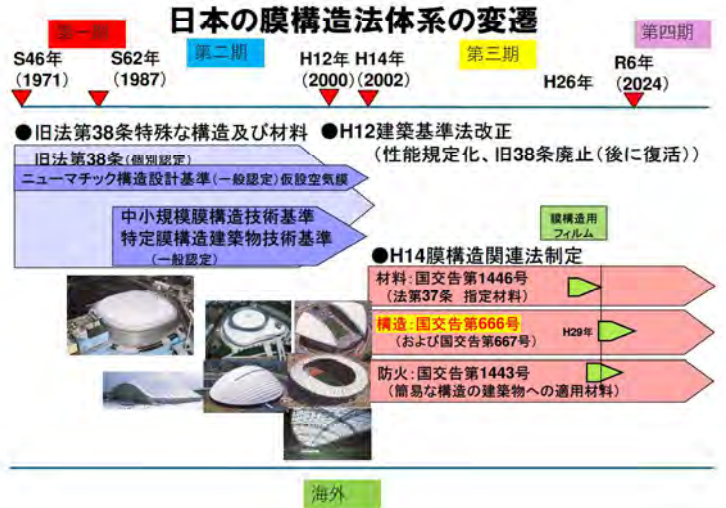 日本の膜構造法体系の変遷
第一期
第二期
第三期
第四期
S46年
(1971)
S62年
(1987)
H12年
(2000)
H14年
(2002)
H26年
R6年
(2024)
●旧法第38条特殊な構造及び材料
●H12建築基準法改正
(性能規定化、旧38条廃止(後に復活))
旧法第38条(個別認定)
ニューマチック構造設計基準(一般認定)仮設空気膜
中小規模膜構造技術基準
特定膜構造建築物技術基準
(一般認定)
膜構造用
フィルム
●H14膜構造関連法制定
材料:国交告第1446号
(法第37条 指定材料)
構造:国交告第666号
(および国交告第667号)
H29年
防火:国交告第1443号
(簡易な構造の建築物への適用材料)
海外